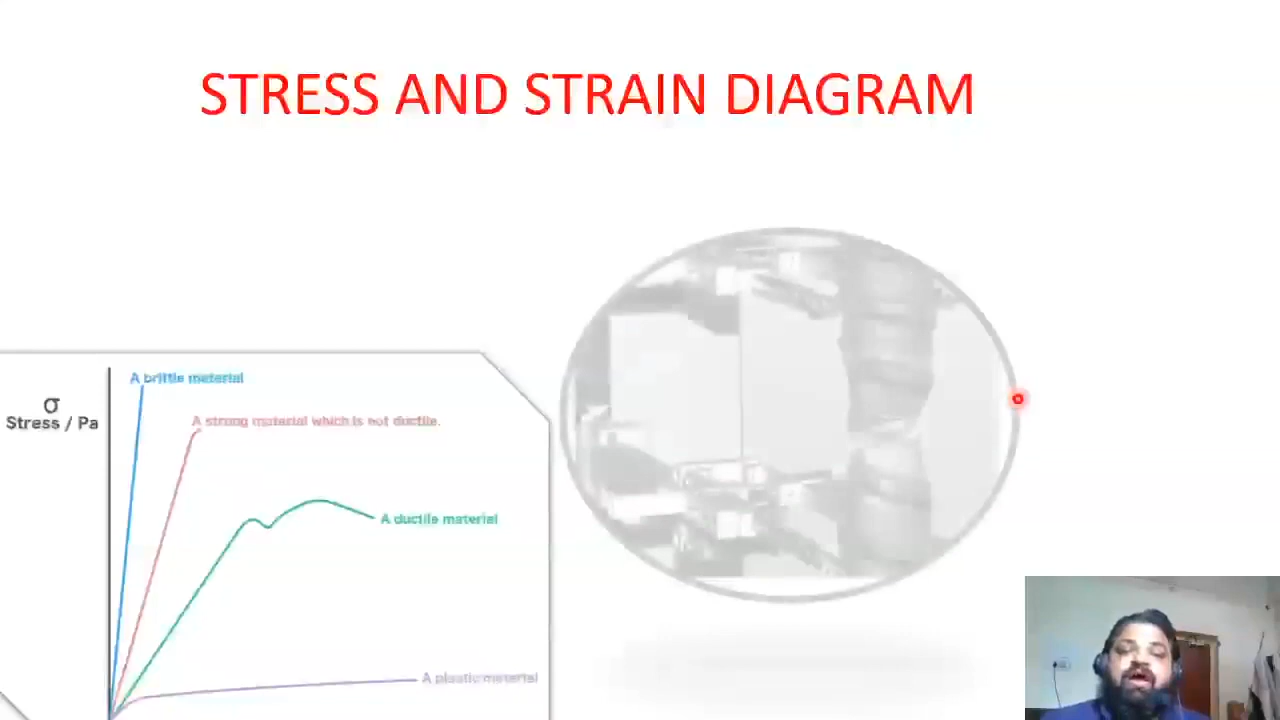 STRESS AND STRAIN DIAGRAM
A brittle material
σ
Stress / Pa
A strong material which is not ductile.
A ductile material
A plastic material